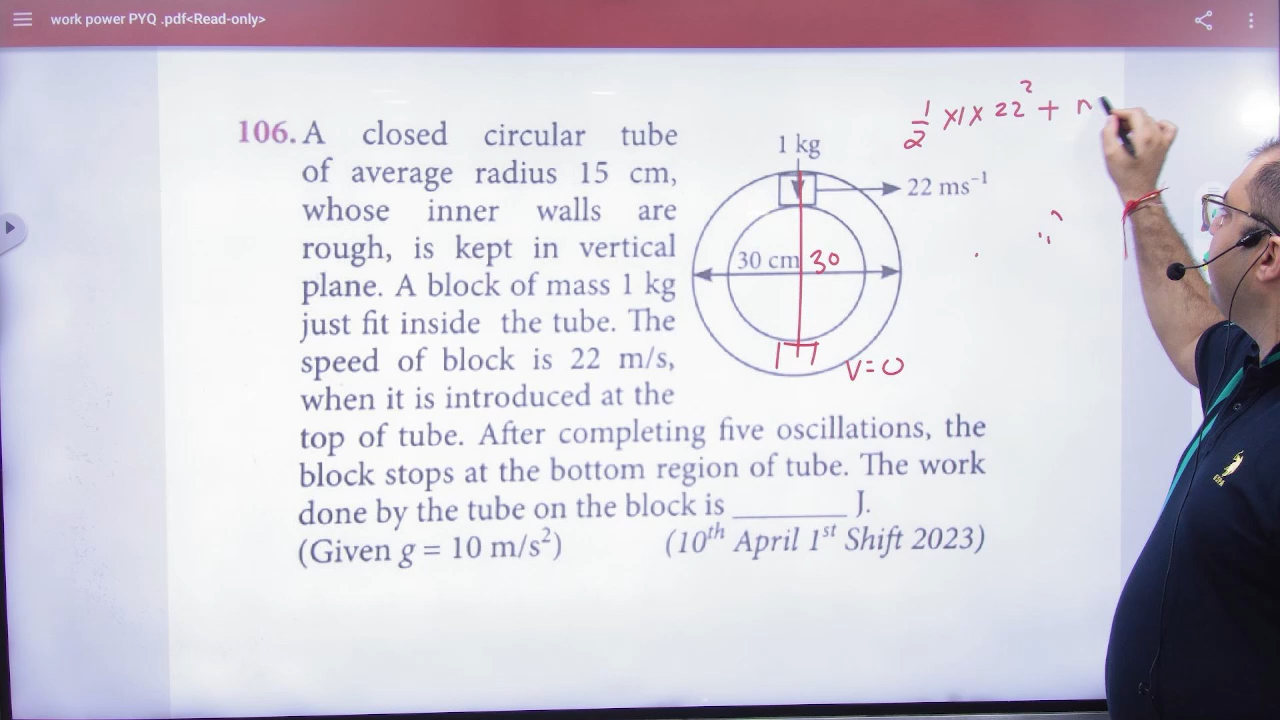 work power PYQ .pdf<Read-only>
106. A closed circular tube
of average radius 15 cm,
whose inner walls are
rough, is kept in vertical
plane. A block of mass 1 kg
just fit inside the tube. The
speed of block is 22 m/s,
when it is introduced at the
top of tube. After completing five oscillations, the
block stops at the bottom region of tube. The work
done by the tube on the block is ________ J.
(Given g = 10 m/s²) (10th April 1st Shift 2023)
1 kg
22 ms⁻¹
30 cm 30
V=0
1/2 x1x 22² +